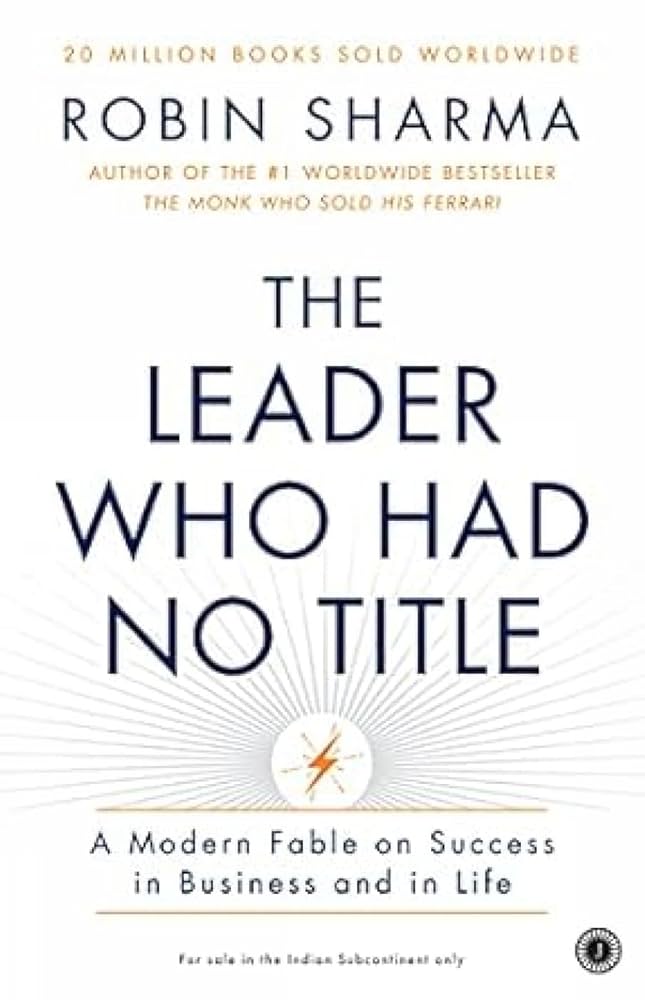 20 MILLION BOOKS SOLD WORLDWIDE
ROBIN SHARMA
AUTHOR OF THE #1 WORLDWIDE BESTSELLER
THE MONK WHO SOLD HIS FERRARI
THE
LEADER
WHO HAD
NO TITLE
A Modern Fable on Success
in Business and in Life
For sale in the Indian Subcontinent only
J